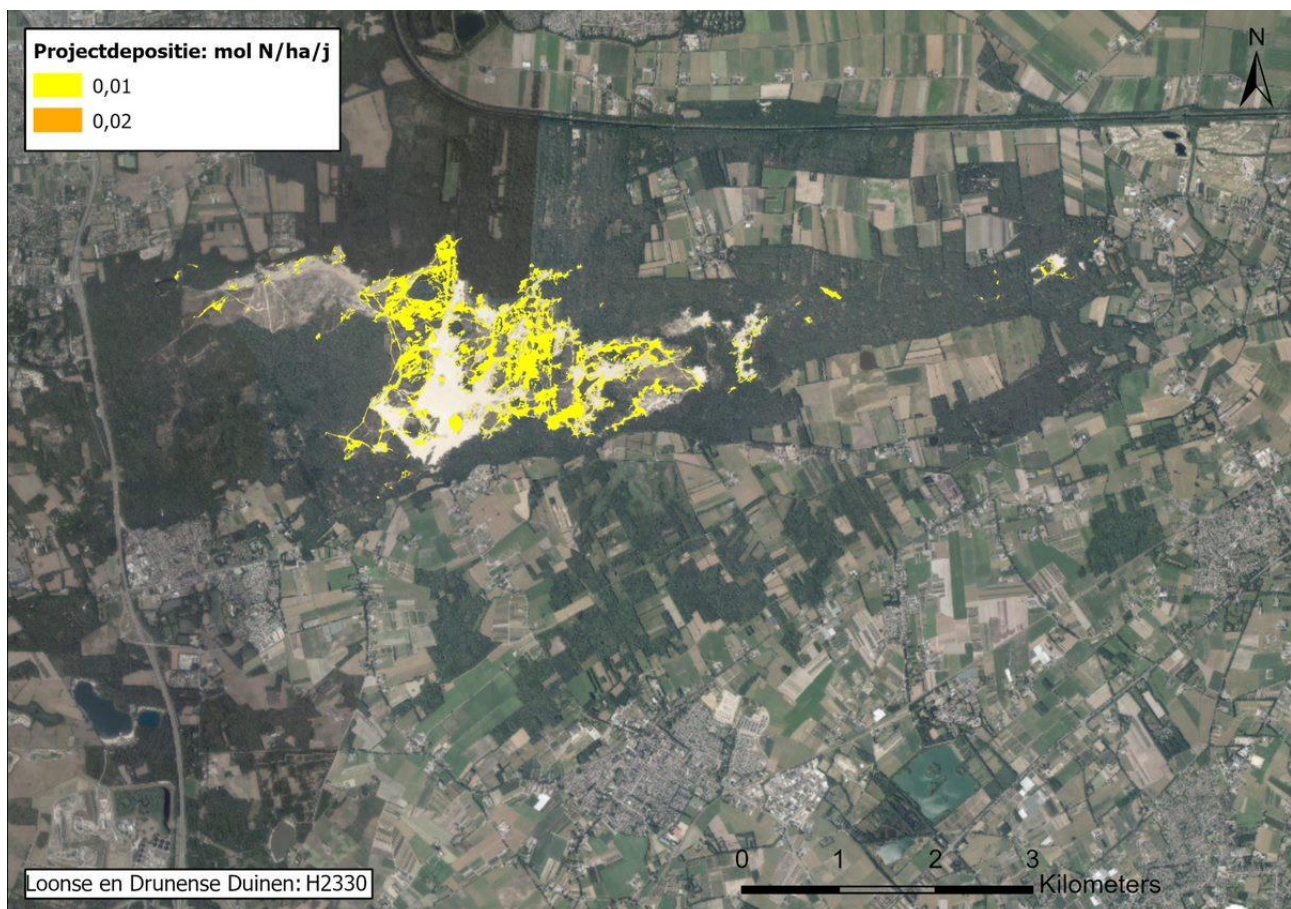 Projectdepositie: mol N/ha/j
0,01
0,02
N
0 1 2 3
Kilometers
Loonse en Drunense Duinen: H2330